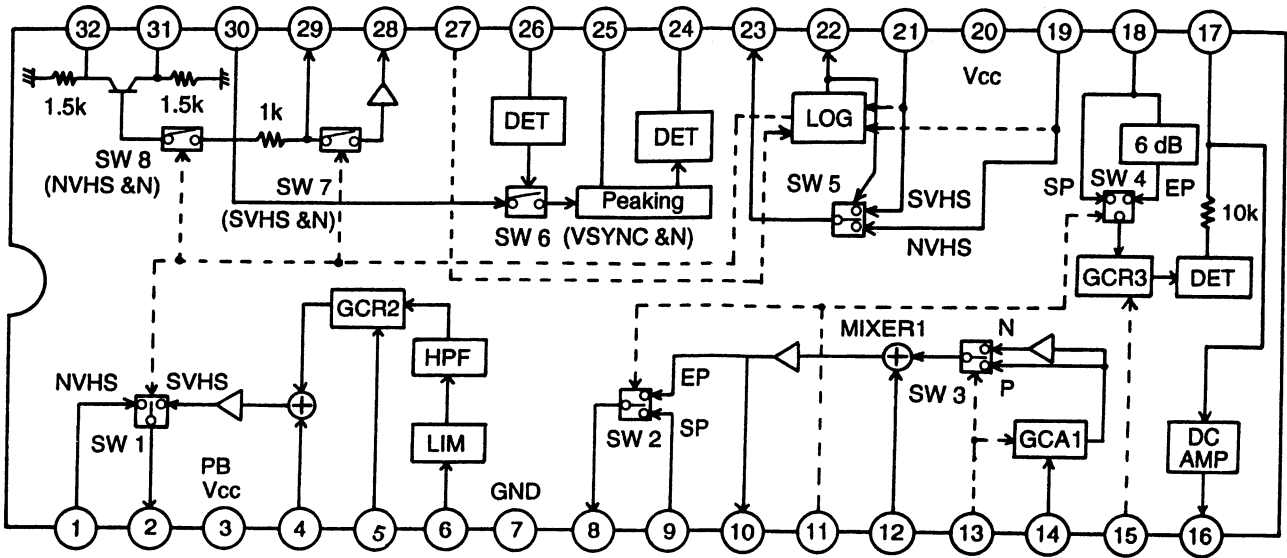 32 31 30 29 28 27 26 25 24 23 22 21 20 19 18 17
Vcc
1.5k 1.5k
1k
DET
DET
LOG
6 dB
SW 8
(NVHS &N)
SW 7
(SVHS &N)
SW 6
Peaking
(VSYNC &N)
SW 5
SVHS
NVHS
SP SW 4 EP
10k
GCR3
DET
GCR2
HPF
LIM
NVHS SVHS
SW 1
PB
Vcc
GND
EP
SW 2 SP
MIXER1
N
SW 3 P
GCA1
DC
AMP
1 2 3 4 5 6 7 8 9 10 11 12 13 14 15 16